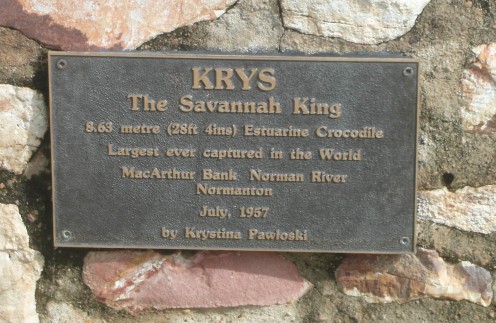 KRYS
The Savannah King
8.63 metre (28ft 4ins) Estuarine Crocodile
Largest ever captured in the World
MacArthur Bank Norman River
Normanton
July, 1957
by Krystina Pawloski